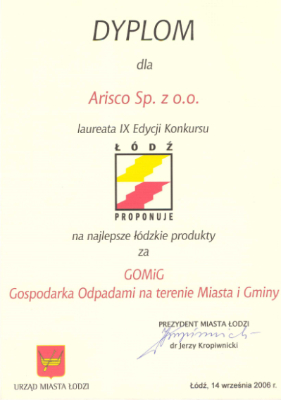 DYPLOM
dla
Arisco Sp. z o.o.
laureata IX Edycji Konkursu
ŁÓDŹ
PROPONUJE
na najlepsze łódzkie produkty
za
GOMiG
Gospodarka Odpadami na terenie Miasta i Gminy
PREZYDENT MIASTA ŁODZI
dr Jerzy Kropiwnicki
URZĄD MIASTA ŁODZI
Łódź, 14 września 2006 r.